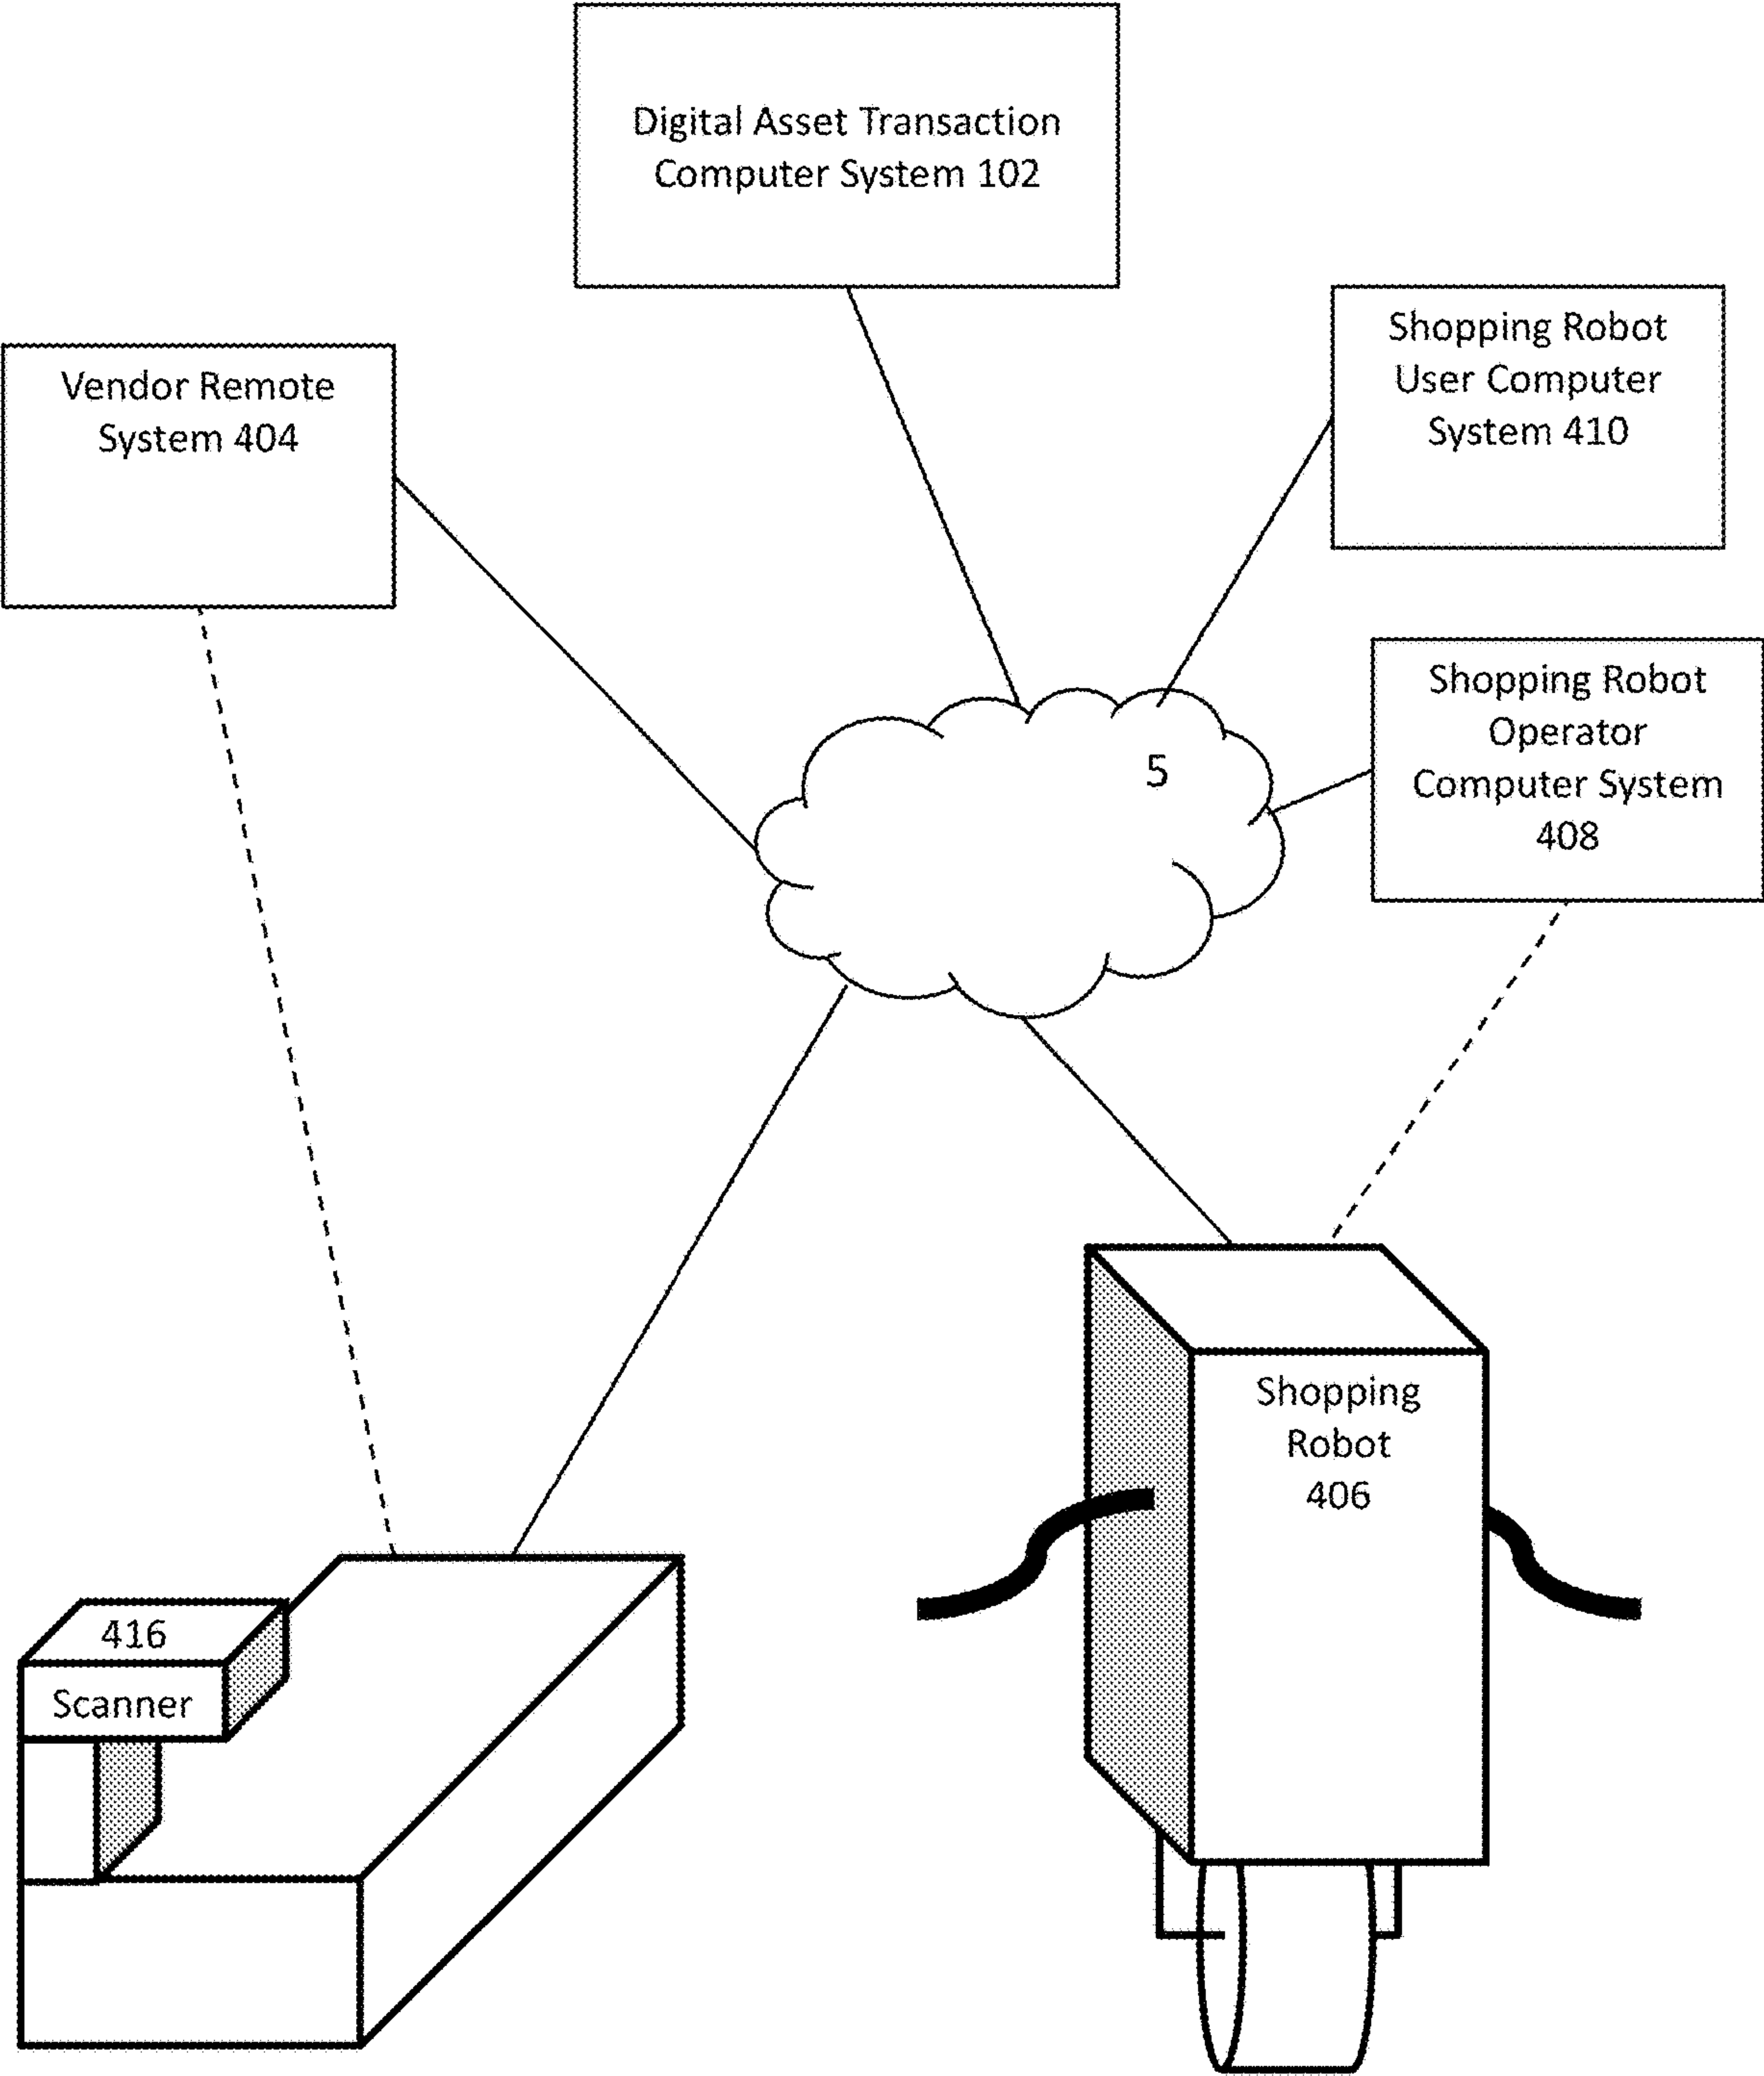 Digital Asset Transaction
Computer System 102
Shopping Robot
User Computer
System 410
Vendor Remote
System 404
Shopping Robot
Operator
Computer System
408
5
Shopping
Robot
406
416
Scanner